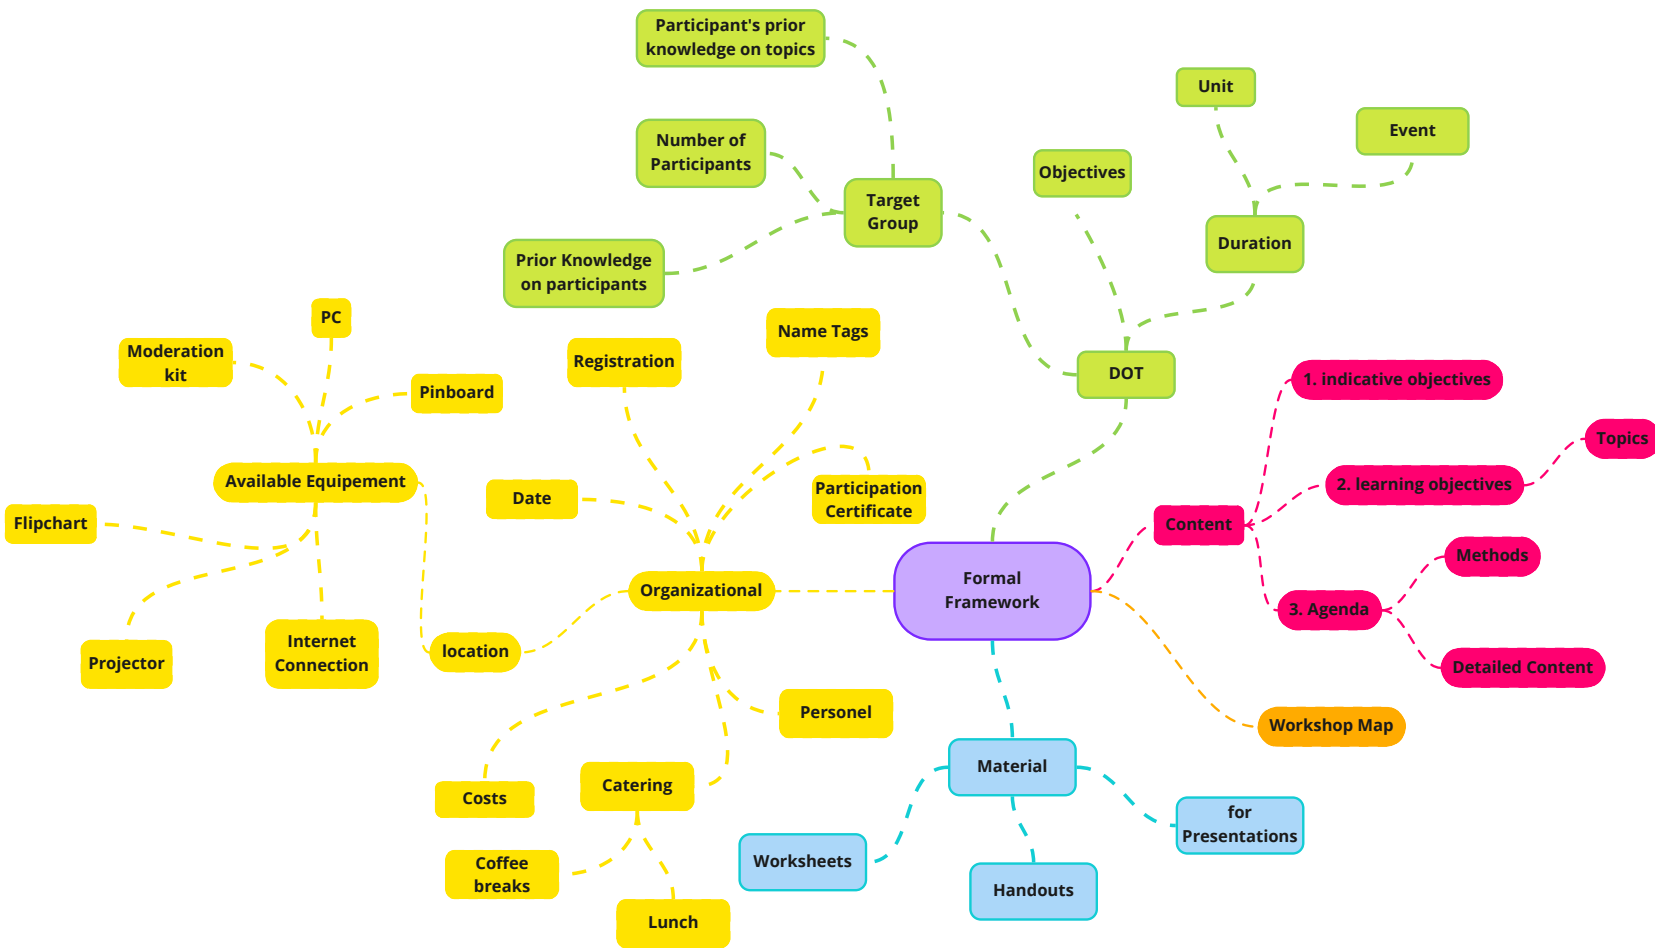 Participant's prior
knowledge on topics
Unit
Event
Number of
Participants
Objectives
Target
Group
Duration
Prior Knowledge
on participants
PC
Name Tags
Moderation
kit
Registration
Pinboard
DOT
1. indicative objectives
Topics
Available Equipement
2. learning objectives
Date
Participation
Certificate
Flipchart
Content
Methods
Organizational
Formal
Framework
3. Agenda
Internet
Connection
location
Projector
Detailed Content
Personel
Workshop Map
Material
Catering
Costs
for
Presentations
Worksheets
Coffee
breaks
Handouts
Lunch